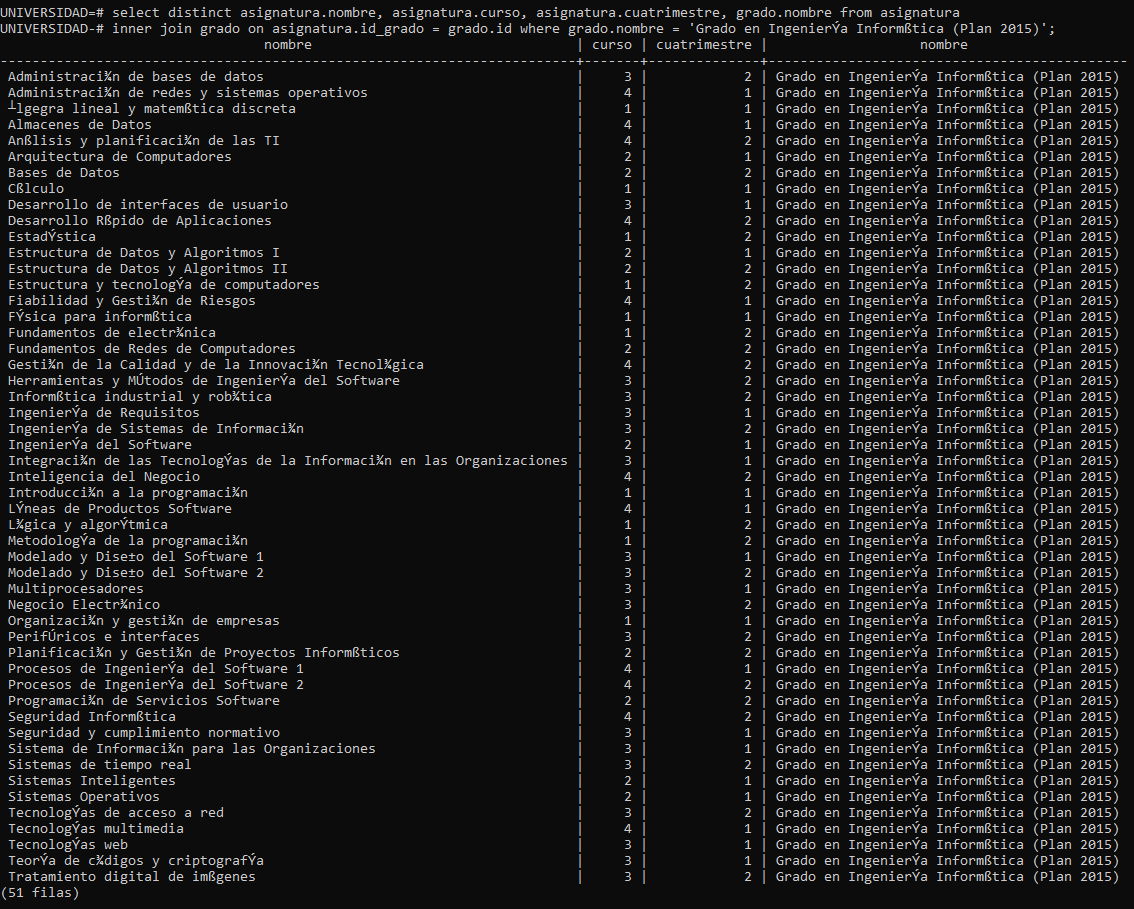 UNIVERSIDAD=# select distinct asignatura.nombre, asignatura.curso, asignatura.cuatrimestre, grado.nombre from asignatura
UNIVERSIDAD-# inner join grado on asignatura.id_grado = grado.id where grado.nombre = 'Grado en IngenierÝa Informßtica (Plan 2015)';
nombre | curso | cuatrimestre | nombre
-----------------------------------------------------------------------+-------+--------------+---------------------------------------------
Administraci¾n de bases de datos | 3 | 2 | Grado en IngenierÝa Informßtica (Plan 2015)
Administraci¾n de redes y sistemas operativos | 4 | 1 | Grado en IngenierÝa Informßtica (Plan 2015)
┴lgegra lineal y matemßtica discreta | 1 | 1 | Grado en IngenierÝa Informßtica (Plan 2015)
Almacenes de Datos | 4 | 1 | Grado en IngenierÝa Informßtica (Plan 2015)
Anßlisis y planificaci¾n de las TI | 4 | 2 | Grado en IngenierÝa Informßtica (Plan 2015)
Arquitectura de Computadores | 2 | 1 | Grado en IngenierÝa Informßtica (Plan 2015)
Bases de Datos | 2 | 2 | Grado en IngenierÝa Informßtica (Plan 2015)
Cßlculo | 1 | 1 | Grado en IngenierÝa Informßtica (Plan 2015)
Desarrollo de interfaces de usuario | 3 | 1 | Grado en IngenierÝa Informßtica (Plan 2015)
Desarrollo Rßpido de Aplicaciones | 4 | 2 | Grado en IngenierÝa Informßtica (Plan 2015)
EstadÝstica | 1 | 2 | Grado en IngenierÝa Informßtica (Plan 2015)
Estructura de Datos y Algoritmos I | 2 | 1 | Grado en IngenierÝa Informßtica (Plan 2015)
Estructura de Datos y Algoritmos II | 2 | 2 | Grado en IngenierÝa Informßtica (Plan 2015)
Estructura y tecnologÝa de computadores | 1 | 2 | Grado en IngenierÝa Informßtica (Plan 2015)
Fiabilidad y Gesti¾n de Riesgos | 4 | 1 | Grado en IngenierÝa Informßtica (Plan 2015)
FÝsica para informßtica | 1 | 1 | Grado en IngenierÝa Informßtica (Plan 2015)
Fundamentos de electr¾nica | 1 | 2 | Grado en IngenierÝa Informßtica (Plan 2015)
Fundamentos de Redes de Computadores | 2 | 2 | Grado en IngenierÝa Informßtica (Plan 2015)
Gesti¾n de la Calidad y de la Innovaci¾n Tecnol¾gica | 4 | 2 | Grado en IngenierÝa Informßtica (Plan 2015)
Herramientas y MÚtodos de IngenierÝa del Software | 3 | 2 | Grado en IngenierÝa Informßtica (Plan 2015)
Informßtica industrial y rob¾tica | 3 | 2 | Grado en IngenierÝa Informßtica (Plan 2015)
IngenierÝa de Requisitos | 3 | 1 | Grado en IngenierÝa Informßtica (Plan 2015)
IngenierÝa de Sistemas de Informaci¾n | 3 | 2 | Grado en IngenierÝa Informßtica (Plan 2015)
IngenierÝa del Software | 2 | 1 | Grado en IngenierÝa Informßtica (Plan 2015)
Integraci¾n de las TecnologÝas de la Informaci¾n en las Organizaciones | 3 | 1 | Grado en IngenierÝa Informßtica (Plan 2015)
Inteligencia del Negocio | 4 | 2 | Grado en IngenierÝa Informßtica (Plan 2015)
Introducci¾n a la programaci¾n | 1 | 1 | Grado en IngenierÝa Informßtica (Plan 2015)
LÝneas de Productos Software | 4 | 1 | Grado en IngenierÝa Informßtica (Plan 2015)
L¾gica y algorÝtmica | 1 | 2 | Grado en IngenierÝa Informßtica (Plan 2015)
MetodologÝa de la programaci¾n | 1 | 2 | Grado en IngenierÝa Informßtica (Plan 2015)
Modelado y Dise±o del Software 1 | 3 | 1 | Grado en IngenierÝa Informßtica (Plan 2015)
Modelado y Dise±o del Software 2 | 3 | 2 | Grado en IngenierÝa Informßtica (Plan 2015)
Multiprocesadores | 3 | 1 | Grado en IngenierÝa Informßtica (Plan 2015)
Negocio Electr¾nico | 3 | 2 | Grado en IngenierÝa Informßtica (Plan 2015)
Organizaci¾n y gesti¾n de empresas | 1 | 1 | Grado en IngenierÝa Informßtica (Plan 2015)
PerifÚricos e interfaces | 3 | 2 | Grado en IngenierÝa Informßtica (Plan 2015)
Planificaci¾n y Gesti¾n de Proyectos Informßticos | 2 | 2 | Grado en IngenierÝa Informßtica (Plan 2015)
Procesos de IngenierÝa del Software 1 | 4 | 1 | Grado en IngenierÝa Informßtica (Plan 2015)
Procesos de IngenierÝa del Software 2 | 4 | 2 | Grado en IngenierÝa Informßtica (Plan 2015)
Programaci¾n de Servicios Software | 2 | 2 | Grado en IngenierÝa Informßtica (Plan 2015)
Seguridad Informßtica | 4 | 2 | Grado en IngenierÝa Informßtica (Plan 2015)
Seguridad y cumplimiento normativo | 3 | 1 | Grado en IngenierÝa Informßtica (Plan 2015)
Sistema de Informaci¾n para las Organizaciones | 3 | 1 | Grado en IngenierÝa Informßtica (Plan 2015)
Sistemas de tiempo real | 3 | 2 | Grado en IngenierÝa Informßtica (Plan 2015)
Sistemas Inteligentes | 2 | 1 | Grado en IngenierÝa Informßtica (Plan 2015)
Sistemas Operativos | 2 | 1 | Grado en IngenierÝa Informßtica (Plan 2015)
TecnologÝas de acceso a red | 3 | 2 | Grado en IngenierÝa Informßtica (Plan 2015)
TecnologÝas multimedia | 4 | 1 | Grado en IngenierÝa Informßtica (Plan 2015)
TecnologÝas web | 3 | 1 | Grado en IngenierÝa Informßtica (Plan 2015)
TeorÝa de c¾digos y criptografÝa | 3 | 1 | Grado en IngenierÝa Informßtica (Plan 2015)
Tratamiento digital de imßgenes | 3 | 2 | Grado en IngenierÝa Informßtica (Plan 2015)
(51 filas)